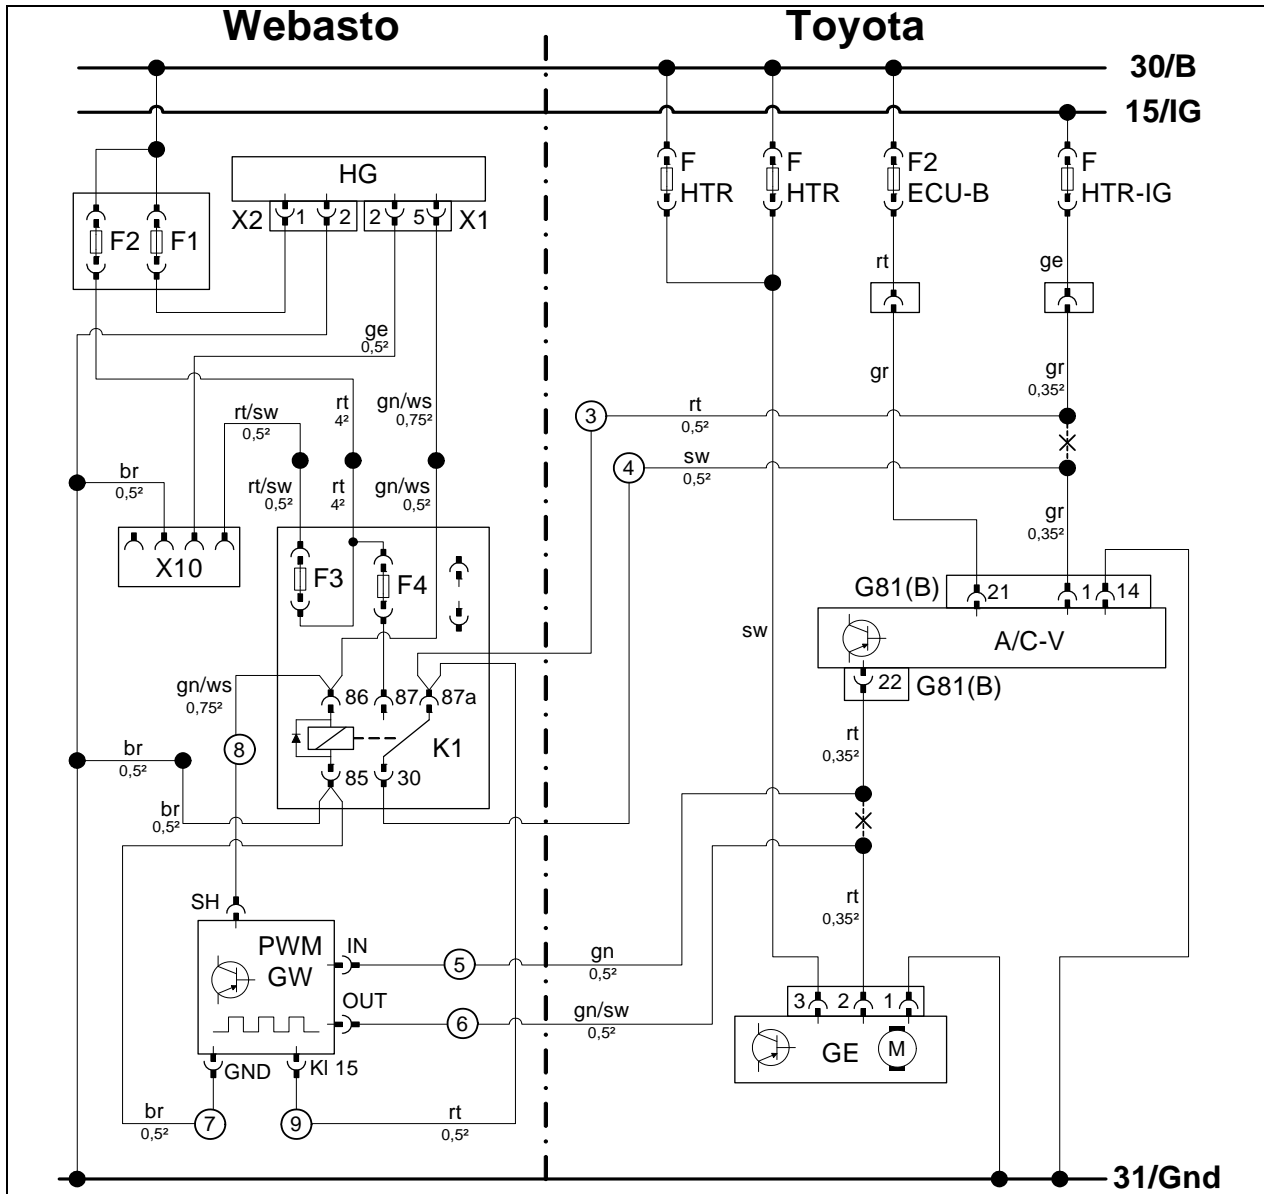 Webasto
Toyota
30/B
15/IG
HG
X2 1 2 2 5 X1
F2 F1
F HTR
F HTR
F2 ECU-B
F HTR-IG
rt
ge
ge 0,5²
rt/sw 0,5²
rt 4²
gn/ws 0,75²
3
rt 0,5²
gr
gr 0,35²
br 0,5²
rt/sw 0,5²
rt 4²
gn/ws 0,5²
4
sw 0,5²
gr 0,35²
X10
F3
F4
G81(B) 21 1 14
sw
A/C-V
22 G81(B)
gn/ws 0,75²
86 87 87a
8
K1
85 30
br 0,5²
br 0,5²
rt 0,35²
SH
PWM GW
IN
5
gn 0,5²
rt 0,35²
OUT
6
gn/sw 0,5²
3 2 1
GE M
GND
Kl 15
br 0,5²
7
9
rt 0,5²
31/Gnd